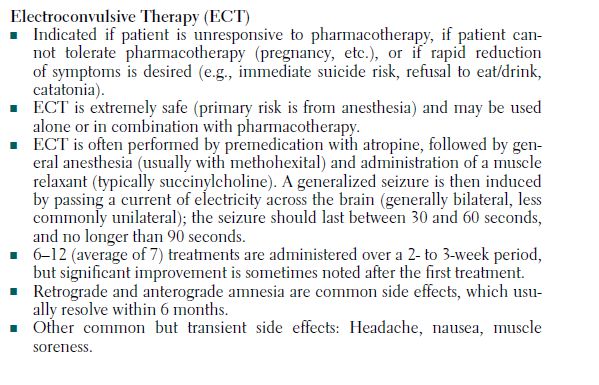 Electroconvulsive Therapy (ECT)
■ Indicated if patient is unresponsive to pharmacotherapy, if patient can-
not tolerate pharmacotherapy (pregnancy, etc.), or if rapid reduction
of symptoms is desired (e.g., immediate suicide risk, refusal to eat/drink,
catatonia).
■ ECT is extremely safe (primary risk is from anesthesia) and may be used
alone or in combination with pharmacotherapy.
■ ECT is often performed by premedication with atropine, followed by gen-
eral anesthesia (usually with methohexital) and administration of a muscle
relaxant (typically succinylcholine). A generalized seizure is then induced
by passing a current of electricity across the brain (generally bilateral, less
commonly unilateral); the seizure should last between 30 and 60 seconds,
and no longer than 90 seconds.
■ 6–12 (average of 7) treatments are administered over a 2- to 3-week period,
but significant improvement is sometimes noted after the first treatment.
■ Retrograde and anterograde amnesia are common side effects, which usu-
ally resolve within 6 months.
■ Other common but transient side effects: Headache, nausea, muscle
soreness.